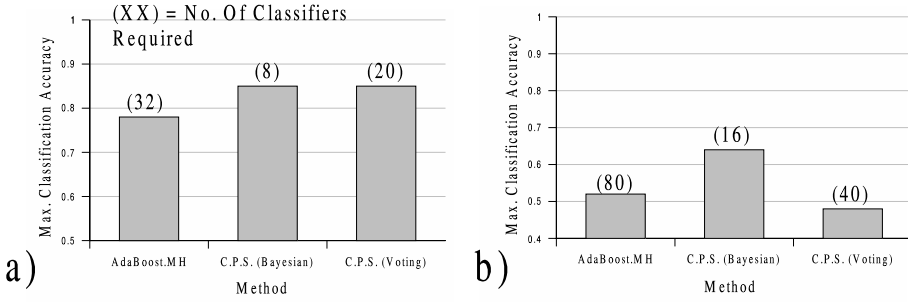 (XX) = No. Of Classifiers
Required
1
0.9
0.8
0.7
0.6
0.5
Max. Classification Accuracy
(32)
(8)
(20)
AdaBoost.MH
C.P.S. (Bayesian)
C.P.S. (Voting)
Method
a)
1
0.9
0.8
0.7
0.6
0.5
0.4
Max. Classification Accuracy
(80)
(16)
(40)
AdaBoost.MH
C.P.S. (Bayesian)
C.P.S. (Voting)
Method
b)